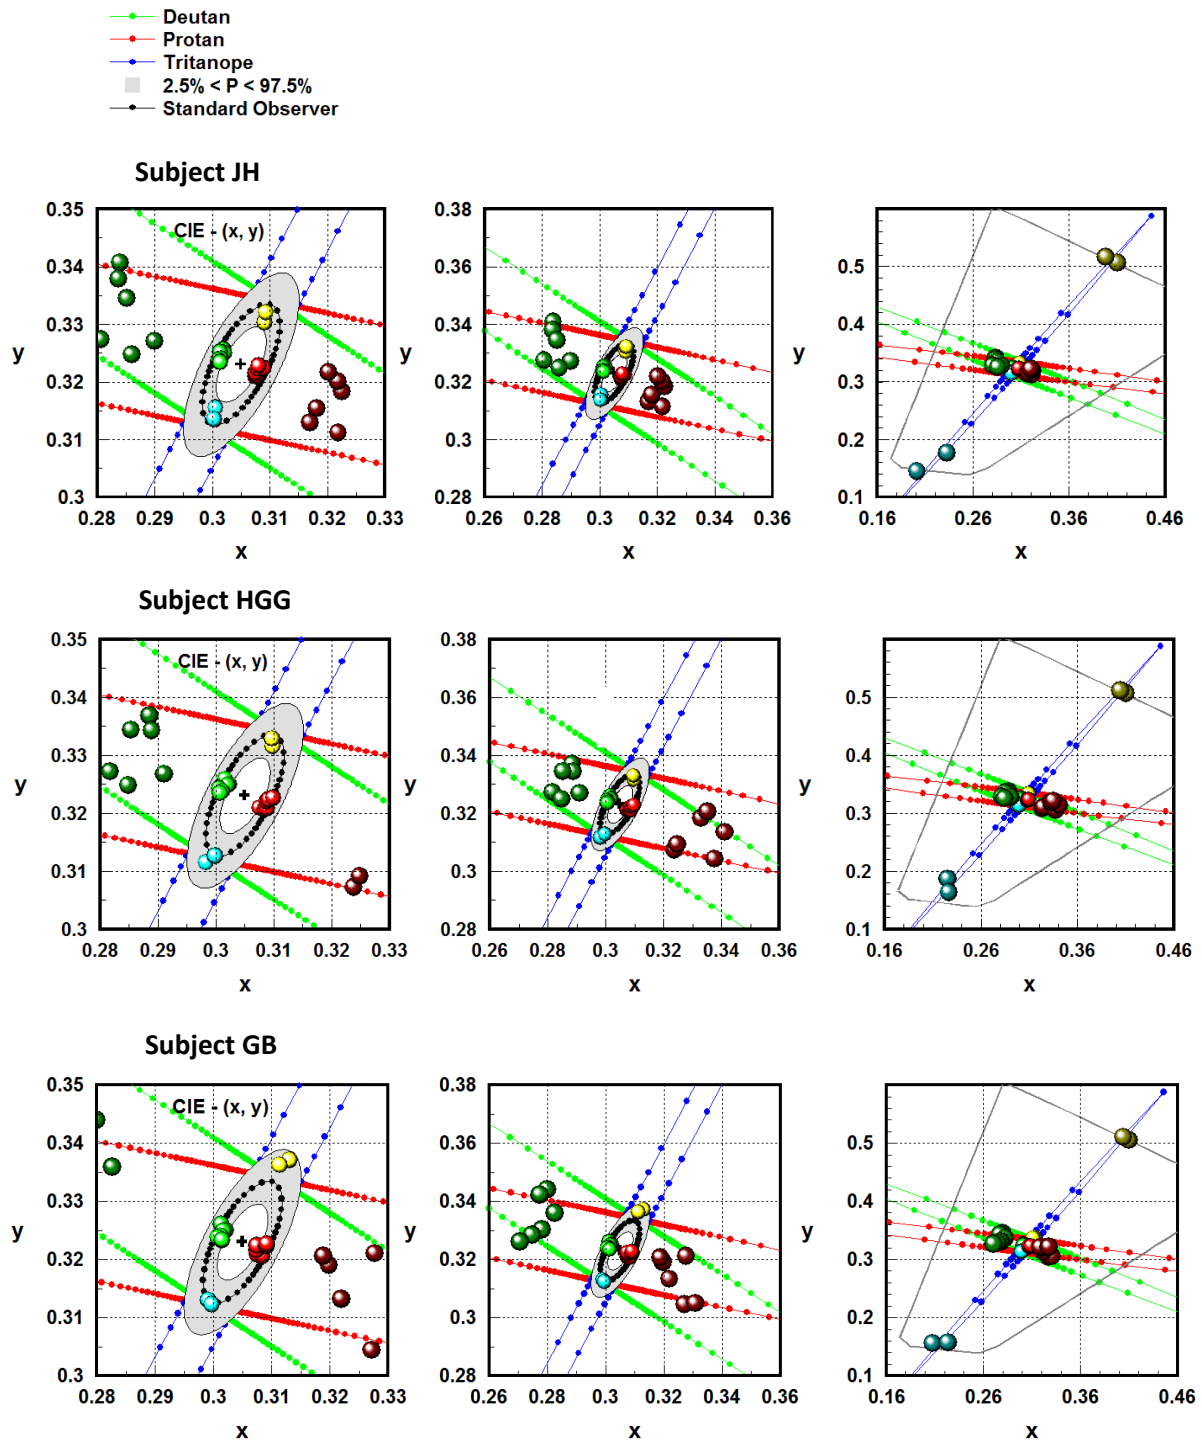 Deutan
Protan
Tritanope
2.5% < P < 97.5%
Standard Observer
Subject JH
0.35
0.34
0.33
0.32
0.31
0.3
0.28 0.29 0.3 0.31 0.32 0.33
CIE - (x, y)
y
x
0.38
0.36
0.34
0.32
0.3
0.28
0.26 0.28 0.3 0.32 0.34 0.36
y
x
0.5
0.4
0.3
0.2
0.1
0.16 0.26 0.36 0.46
y
x
Subject HGG
0.35
0.34
0.33
0.32
0.31
0.3
0.28 0.29 0.3 0.31 0.32 0.33
CIE - (x, y)
y
x
0.38
0.36
0.34
0.32
0.3
0.28
0.26 0.28 0.3 0.32 0.34 0.36
y
x
0.5
0.4
0.3
0.2
0.1
0.16 0.26 0.36 0.46
y
x
Subject GB
0.35
0.34
0.33
0.32
0.31
0.3
0.28 0.29 0.3 0.31 0.32 0.33
CIE - (x, y)
y
x
0.38
0.36
0.34
0.32
0.3
0.28
0.26 0.28 0.3 0.32 0.34 0.36
y
x
0.5
0.4
0.3
0.2
0.1
0.16 0.26 0.36 0.46
y
x